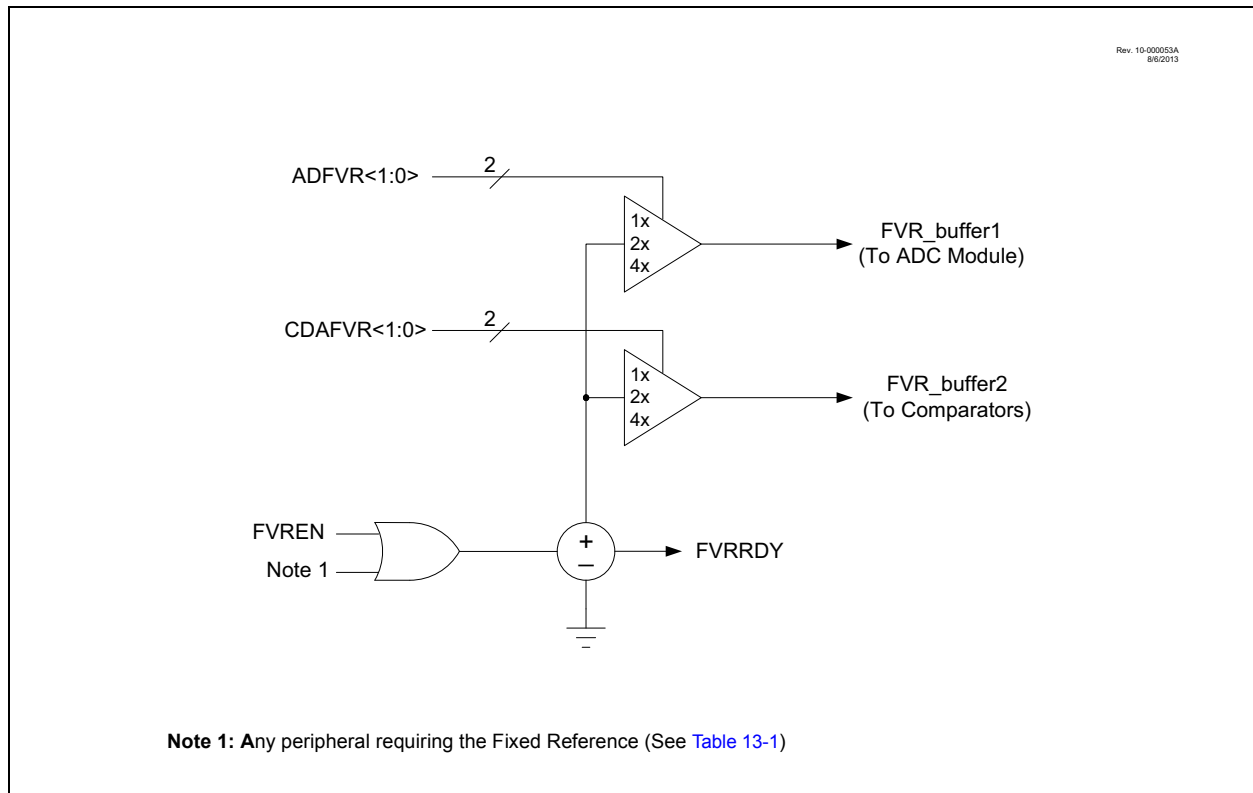 Rev. 10-000053A
8/6/2013
ADFVR<1:0>
2
1x
2x
4x
FVR_buffer1
(To ADC Module)
CDAFVR<1:0>
2
1x
2x
4x
FVR_buffer2
(To Comparators)
FVREN
Note 1
+
–
FVRRDY
Note 1: Any peripheral requiring the Fixed Reference (See Table 13-1)